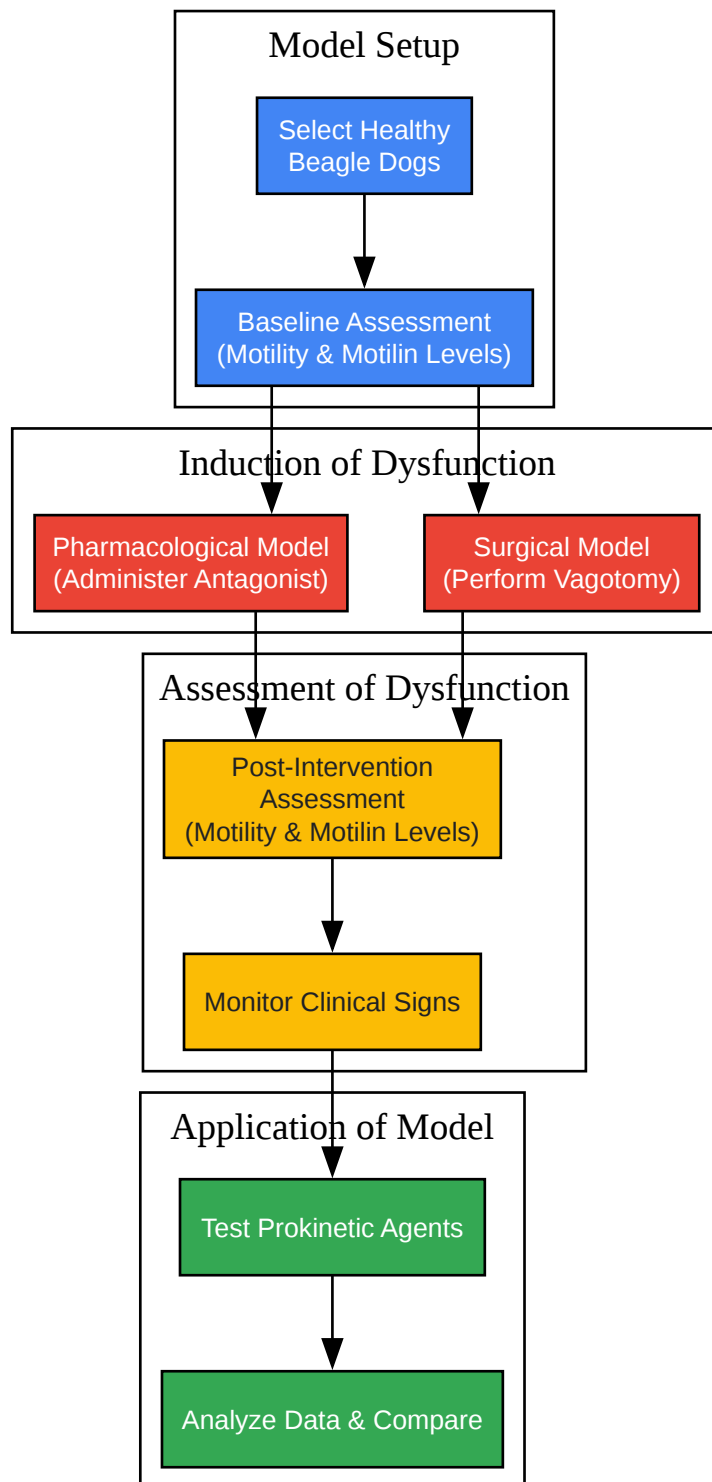 Model Setup
Select Healthy
Beagle Dogs
Baseline Assessment
(Motility & Motilin Levels)
Induction of Dysfunction
Pharmacological Model
(Administer Antagonist)
Surgical Model
(Perform Vagotomy)
Assessment of Dysfunction
Post-Intervention
Assessment
(Motility & Motilin Levels)
Monitor Clinical Signs
Application of Model
Test Prokinetic Agents
Analyze Data & Compare